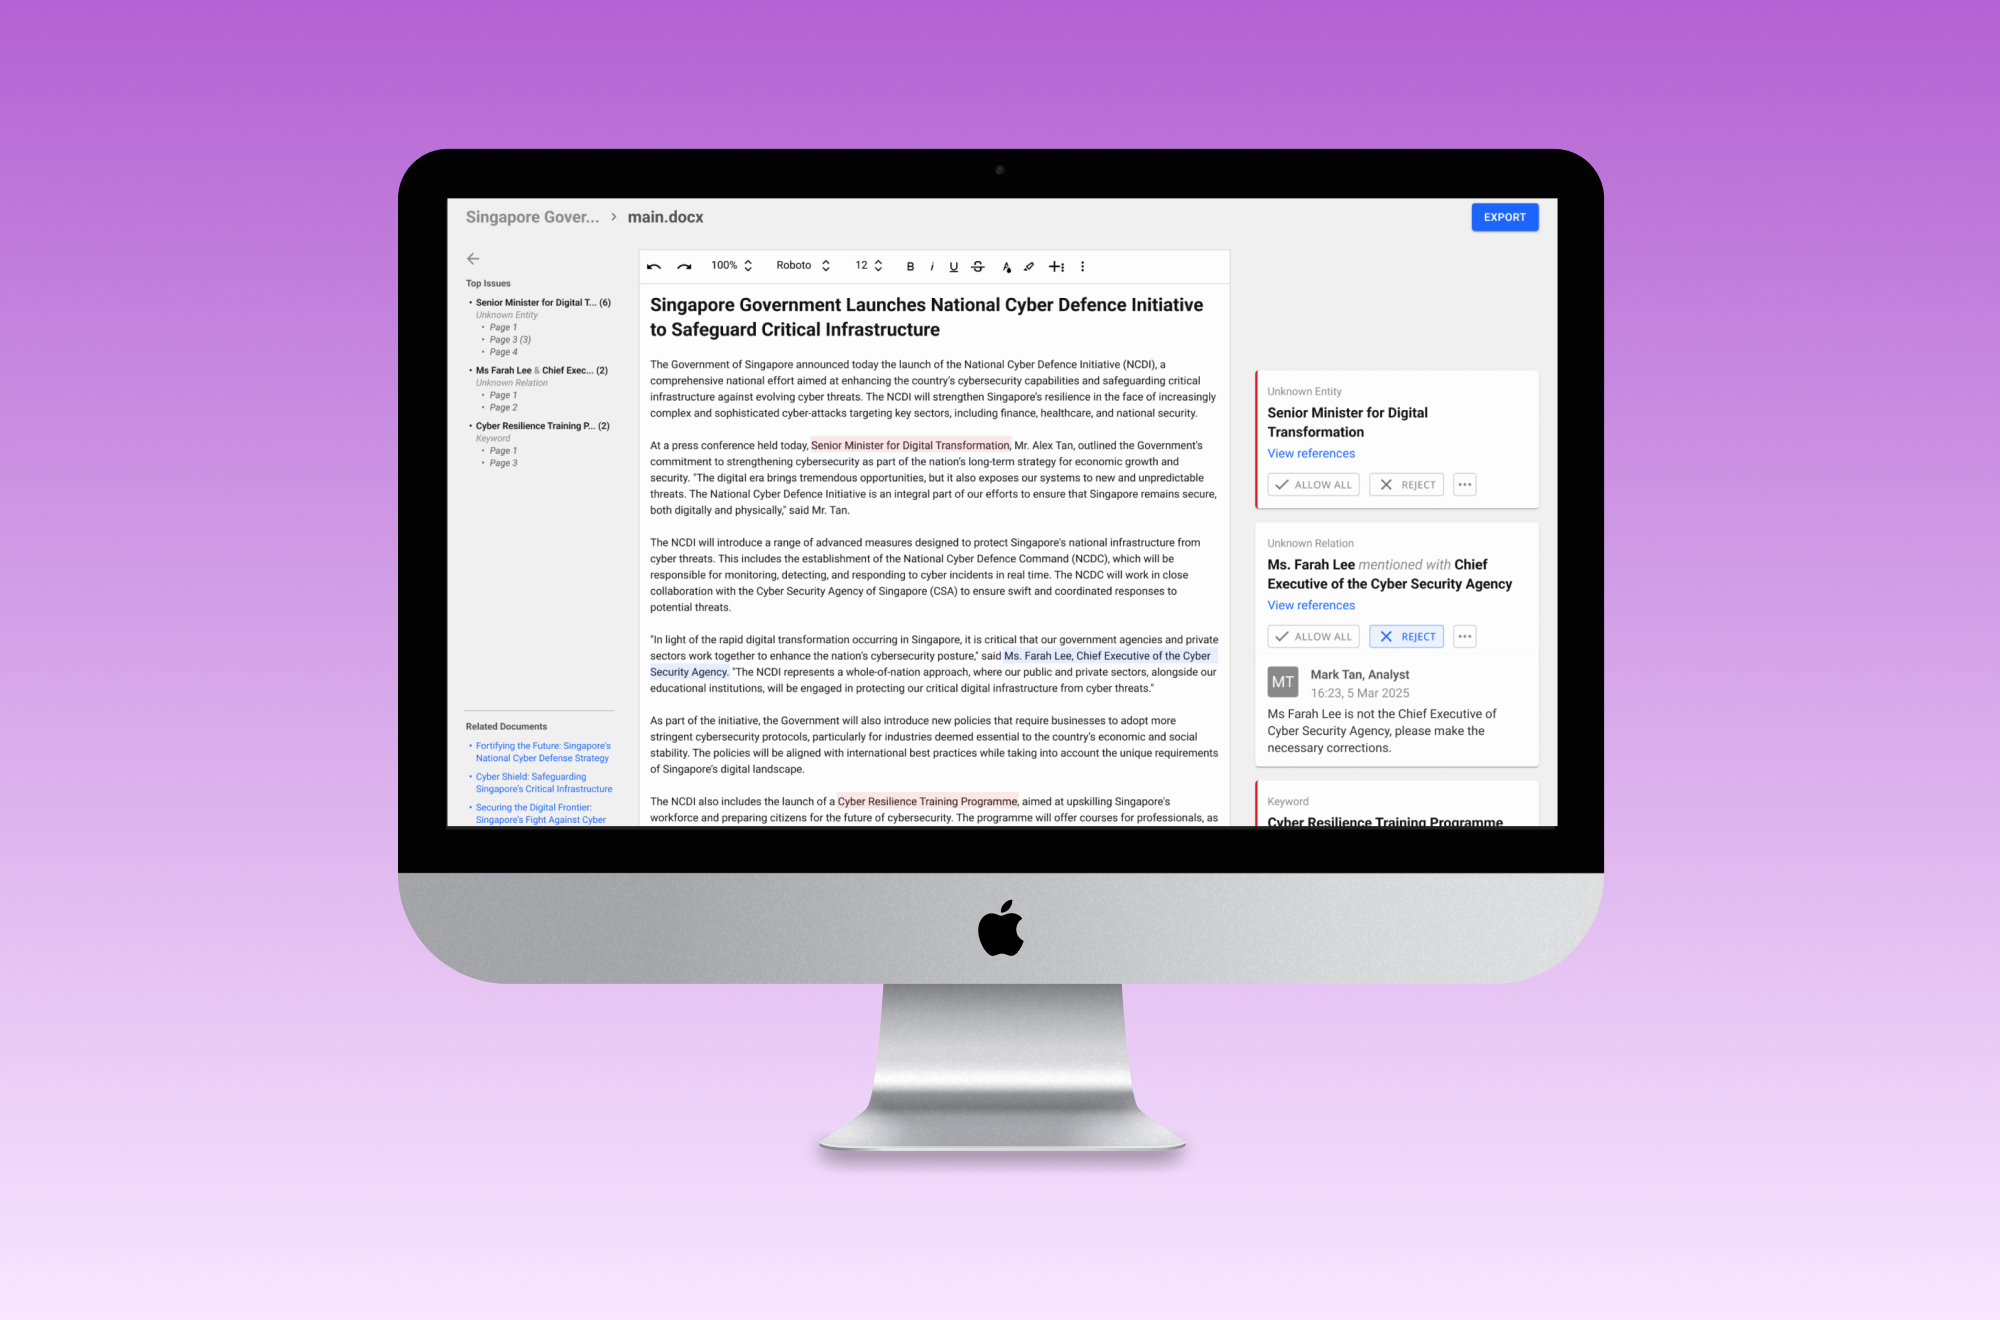 Singapore Gover... > main.docx
EXPORT
Top Issues
• Senior Minister for Digital T... (6)
Unknown Entity
• Page 1
• Page 3 (3)
• Page 4
• Ms Farah Lee & Chief Exec... (2)
Unknown Relation
• Page 1
• Page 2
• Cyber Resilience Training P... (2)
Keyword
• Page 1
• Page 3
Related Documents
• Fortifying the Future: Singapore's
National Cyber Defense Strategy
• Cyber Shield: Safeguarding
Singapore's Critical Infrastructure
• Securing the Digital Frontier:
Singapore's Fight Against Cyber
100% Roboto 12 B i U S A
Singapore Government Launches National Cyber Defence Initiative
to Safeguard Critical Infrastructure
The Government of Singapore announced today the launch of the National Cyber Defence Initiative (NCDI), a
comprehensive national effort aimed at enhancing the country's cybersecurity capabilities and safeguarding critical
infrastructure against evolving cyber threats. The NCDI will strengthen Singapore's resilience in the face of increasingly
complex and sophisticated cyber-attacks targeting key sectors, including finance, healthcare, and national security.
At a press conference held today, Senior Minister for Digital Transformation, Mr. Alex Tan, outlined the Government's
commitment to strengthening cybersecurity as part of the nation's long-term strategy for economic growth and
security. "The digital era brings tremendous opportunities, but it also exposes our systems to new and unpredictable
threats. The National Cyber Defence Initiative is an integral part of our efforts to ensure that Singapore remains secure,
both digitally and physically," said Mr. Tan.
The NCDI will introduce a range of advanced measures designed to protect Singapore's national infrastructure from
cyber threats. This includes the establishment of the National Cyber Defence Command (NCDC), which will be
responsible for monitoring, detecting, and responding to cyber incidents in real time. The NCDC will work in close
collaboration with the Cyber Security Agency of Singapore (CSA) to ensure swift and coordinated responses to
potential threats.
"In light of the rapid digital transformation occurring in Singapore, it is critical that our government agencies and private
sectors work together to enhance the nation's cybersecurity posture," said Ms. Farah Lee, Chief Executive of the Cyber
Security Agency. "The NCDI represents a whole-of-nation approach, where our public and private sectors, alongside our
educational institutions, will be engaged in protecting our critical digital infrastructure from cyber threats."
As part of the initiative, the Government will also introduce new policies that require businesses to adopt more
stringent cybersecurity protocols, particularly for industries deemed essential to the country's economic and social
stability. The policies will be aligned with international best practices while taking into account the unique requirements
of Singapore's digital landscape.
The NCDI also includes the launch of a Cyber Resilience Training Programme, aimed at upskilling Singapore's
workforce and preparing citizens for the future of cybersecurity. The programme will offer courses for professionals, as
Unknown Entity
Senior Minister for Digital
Transformation
View references
ALLOW ALL REJECT ...
Unknown Relation
Ms. Farah Lee mentioned with Chief
Executive of the Cyber Security Agency
View references
ALLOW ALL REJECT ...
MT
Mark Tan, Analyst
16:23, 5 Mar 2025
Ms Farah Lee is not the Chief Executive of
Cyber Security Agency, please make the
necessary corrections.
Keyword
Cyber Resilience Training Programme